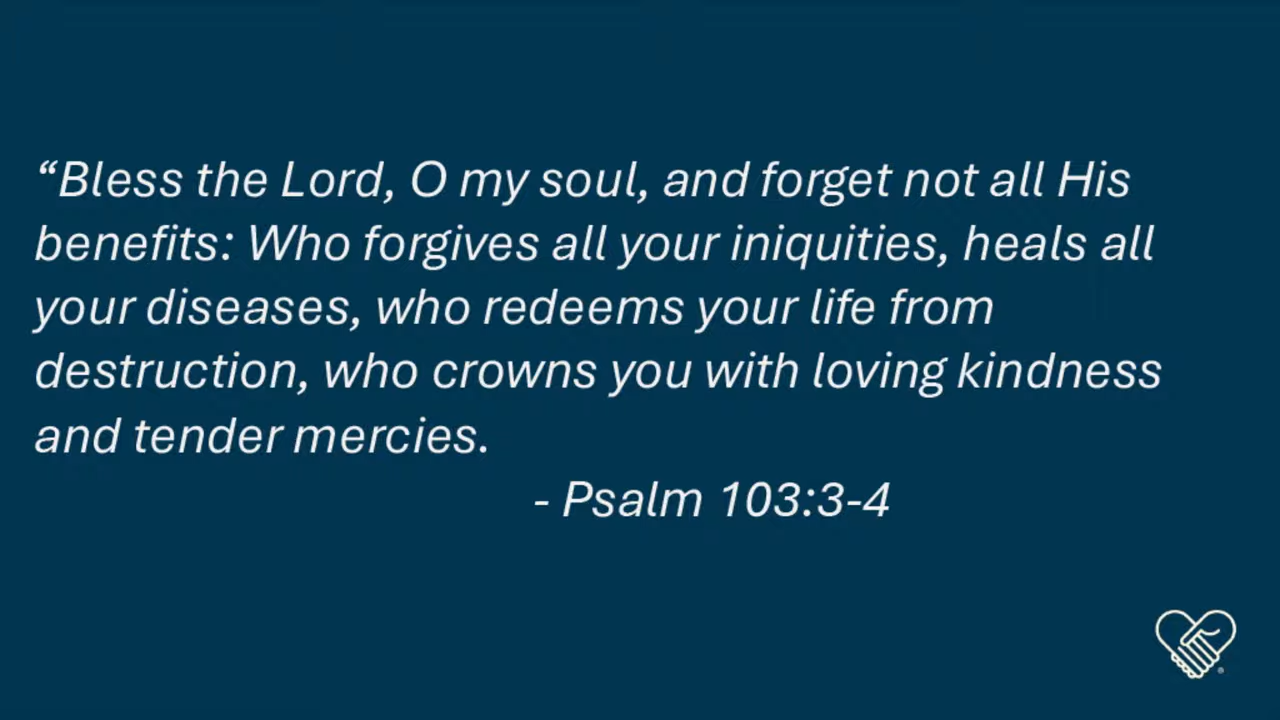 “Bless the Lord, O my soul, and forget not all His
benefits: Who forgives all your iniquities, heals all
your diseases, who redeems your life from
destruction, who crowns you with loving kindness
and tender mercies.
- Psalm 103:3-4
®